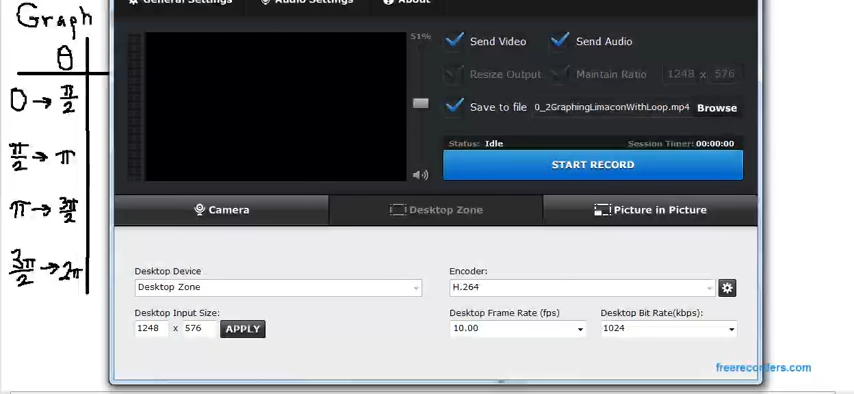 General Settings
Audio Settings
About
Graph
θ
0 → π/2
π/2 → π
π → 3π/2
3π/2 → 2π
51%
Send Video
Send Audio
Resize Output
Maintain Ratio
1248 x 576
Save to file
0_2GraphingLimaconWithLoop.mp4
Browse
Status: Idle
Session Timer: 00:00:00
START RECORD
Camera
Desktop Zone
Picture in Picture
Desktop Device
Desktop Zone
Encoder:
H.264
Desktop Input Size:
1248 x 576
APPLY
Desktop Frame Rate (fps)
10.00
Desktop Bit Rate(kbps):
1024
freerecorders.com